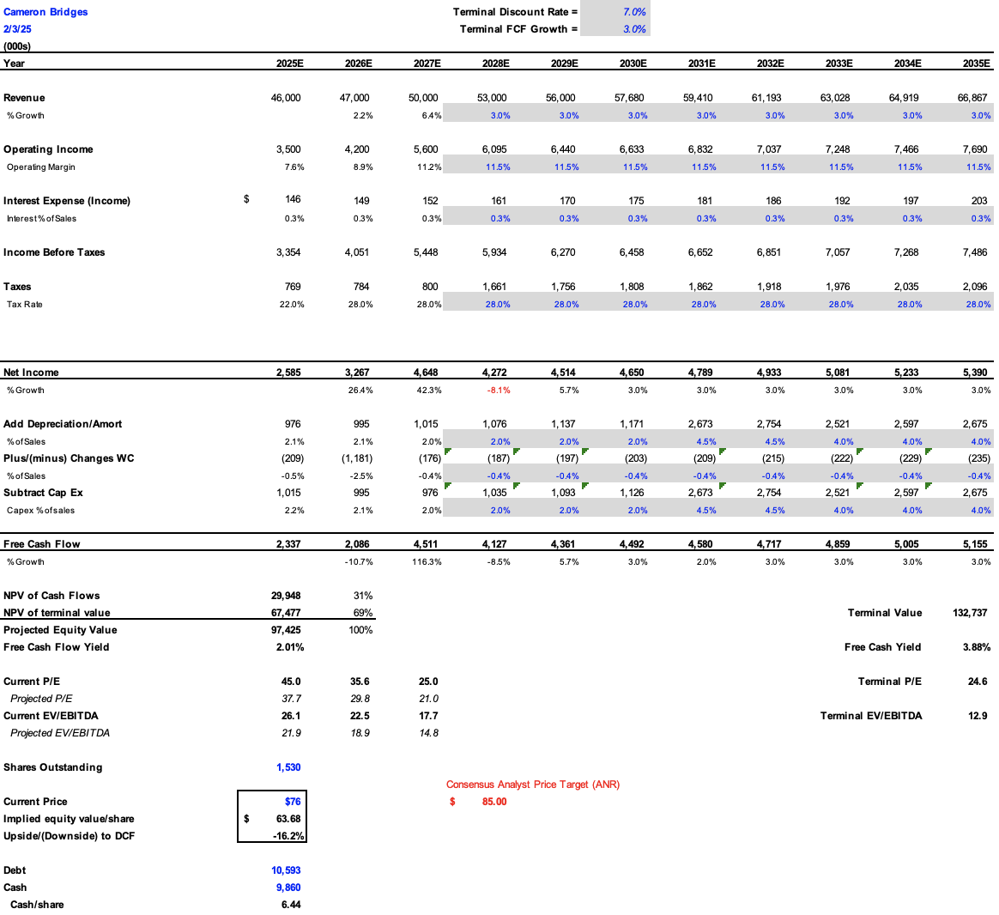 Cameron Bridges Terminal Discount Rate = 7.0%
2/3/25 Terminal FCF Growth = 3.0%
(000s)
Year 2025E 2026E 2027E 2028E 2029E 2030E 2031E 2032E 2033E 2034E 2035E
Revenue 46,000 47,000 50,000 53,000 56,000 57,680 59,410 61,193 63,028 64,919 66,867
% Growth 2.2% 6.4% 3.0% 3.0% 3.0% 3.0% 3.0% 3.0% 3.0% 3.0%
Operating Income 3,500 4,200 5,600 6,095 6,440 6,633 6,832 7,037 7,248 7,466 7,690
Operating Margin 7.6% 8.9% 11.2% 11.5% 11.5% 11.5% 11.5% 11.5% 11.5% 11.5% 11.5%
Interest Expense (Income) $ 146 149 152 161 170 175 181 186 192 197 203
Interest % of Sales 0.3% 0.3% 0.3% 0.3% 0.3% 0.3% 0.3% 0.3% 0.3% 0.3% 0.3%
Income Before Taxes 3,354 4,051 5,448 5,934 6,270 6,458 6,652 6,851 7,057 7,268 7,486
Taxes 769 784 800 1,661 1,756 1,808 1,862 1,918 1,976 2,035 2,096
Tax Rate 22.0% 28.0% 28.0% 28.0% 28.0% 28.0% 28.0% 28.0% 28.0% 28.0% 28.0%
Net Income 2,585 3,267 4,648 4,272 4,514 4,650 4,789 4,933 5,081 5,233 5,390
% Growth 26.4% 42.3% -8.1% 5.7% 3.0% 3.0% 3.0% 3.0% 3.0% 3.0%
Add Depreciation/Amort 976 995 1,015 1,076 1,137 1,171 2,673 2,754 2,521 2,597 2,675
% of Sales 2.1% 2.1% 2.0% 2.0% 2.0% 2.0% 4.5% 4.5% 4.0% 4.0% 4.0%
Plus/(minus) Changes WC (209) (1,181) (176) (187) (197) (203) (209) (215) (222) (229) (235)
% of Sales -0.5% -2.5% -0.4% -0.4% -0.4% -0.4% -0.4% -0.4% -0.4% -0.4% -0.4%
Subtract Cap Ex 1,015 995 976 1,035 1,093 1,126 2,673 2,754 2,521 2,597 2,675
Capex % of sales 2.2% 2.1% 2.0% 2.0% 2.0% 2.0% 4.5% 4.5% 4.0% 4.0% 4.0%
Free Cash Flow 2,337 2,086 4,511 4,127 4,361 4,492 4,580 4,717 4,859 5,005 5,155
% Growth -10.7% 116.3% -8.5% 5.7% 3.0% 2.0% 3.0% 3.0% 3.0% 3.0%
NPV of Cash Flows 29,948 31%
NPV of terminal value 67,477 69% Terminal Value 132,737
Projected Equity Value 97,425 100%
Free Cash Flow Yield 2.01% Free Cash Yield 3.88%
Current P/E 45.0 35.6 25.0 Terminal P/E 24.6
Projected P/E 37.7 29.8 21.0
Current EV/EBITDA 26.1 22.5 17.7 Terminal EV/EBITDA 12.9
Projected EV/EBITDA 21.9 18.9 14.8
Shares Outstanding 1,530
Consensus Analyst Price Target (ANR)
Current Price $76 $ 85.00
Implied equity value/share $ 63.68
Upside/(Downside) to DCF -16.2%
Debt 10,593
Cash 9,860
Cash/share 6.44